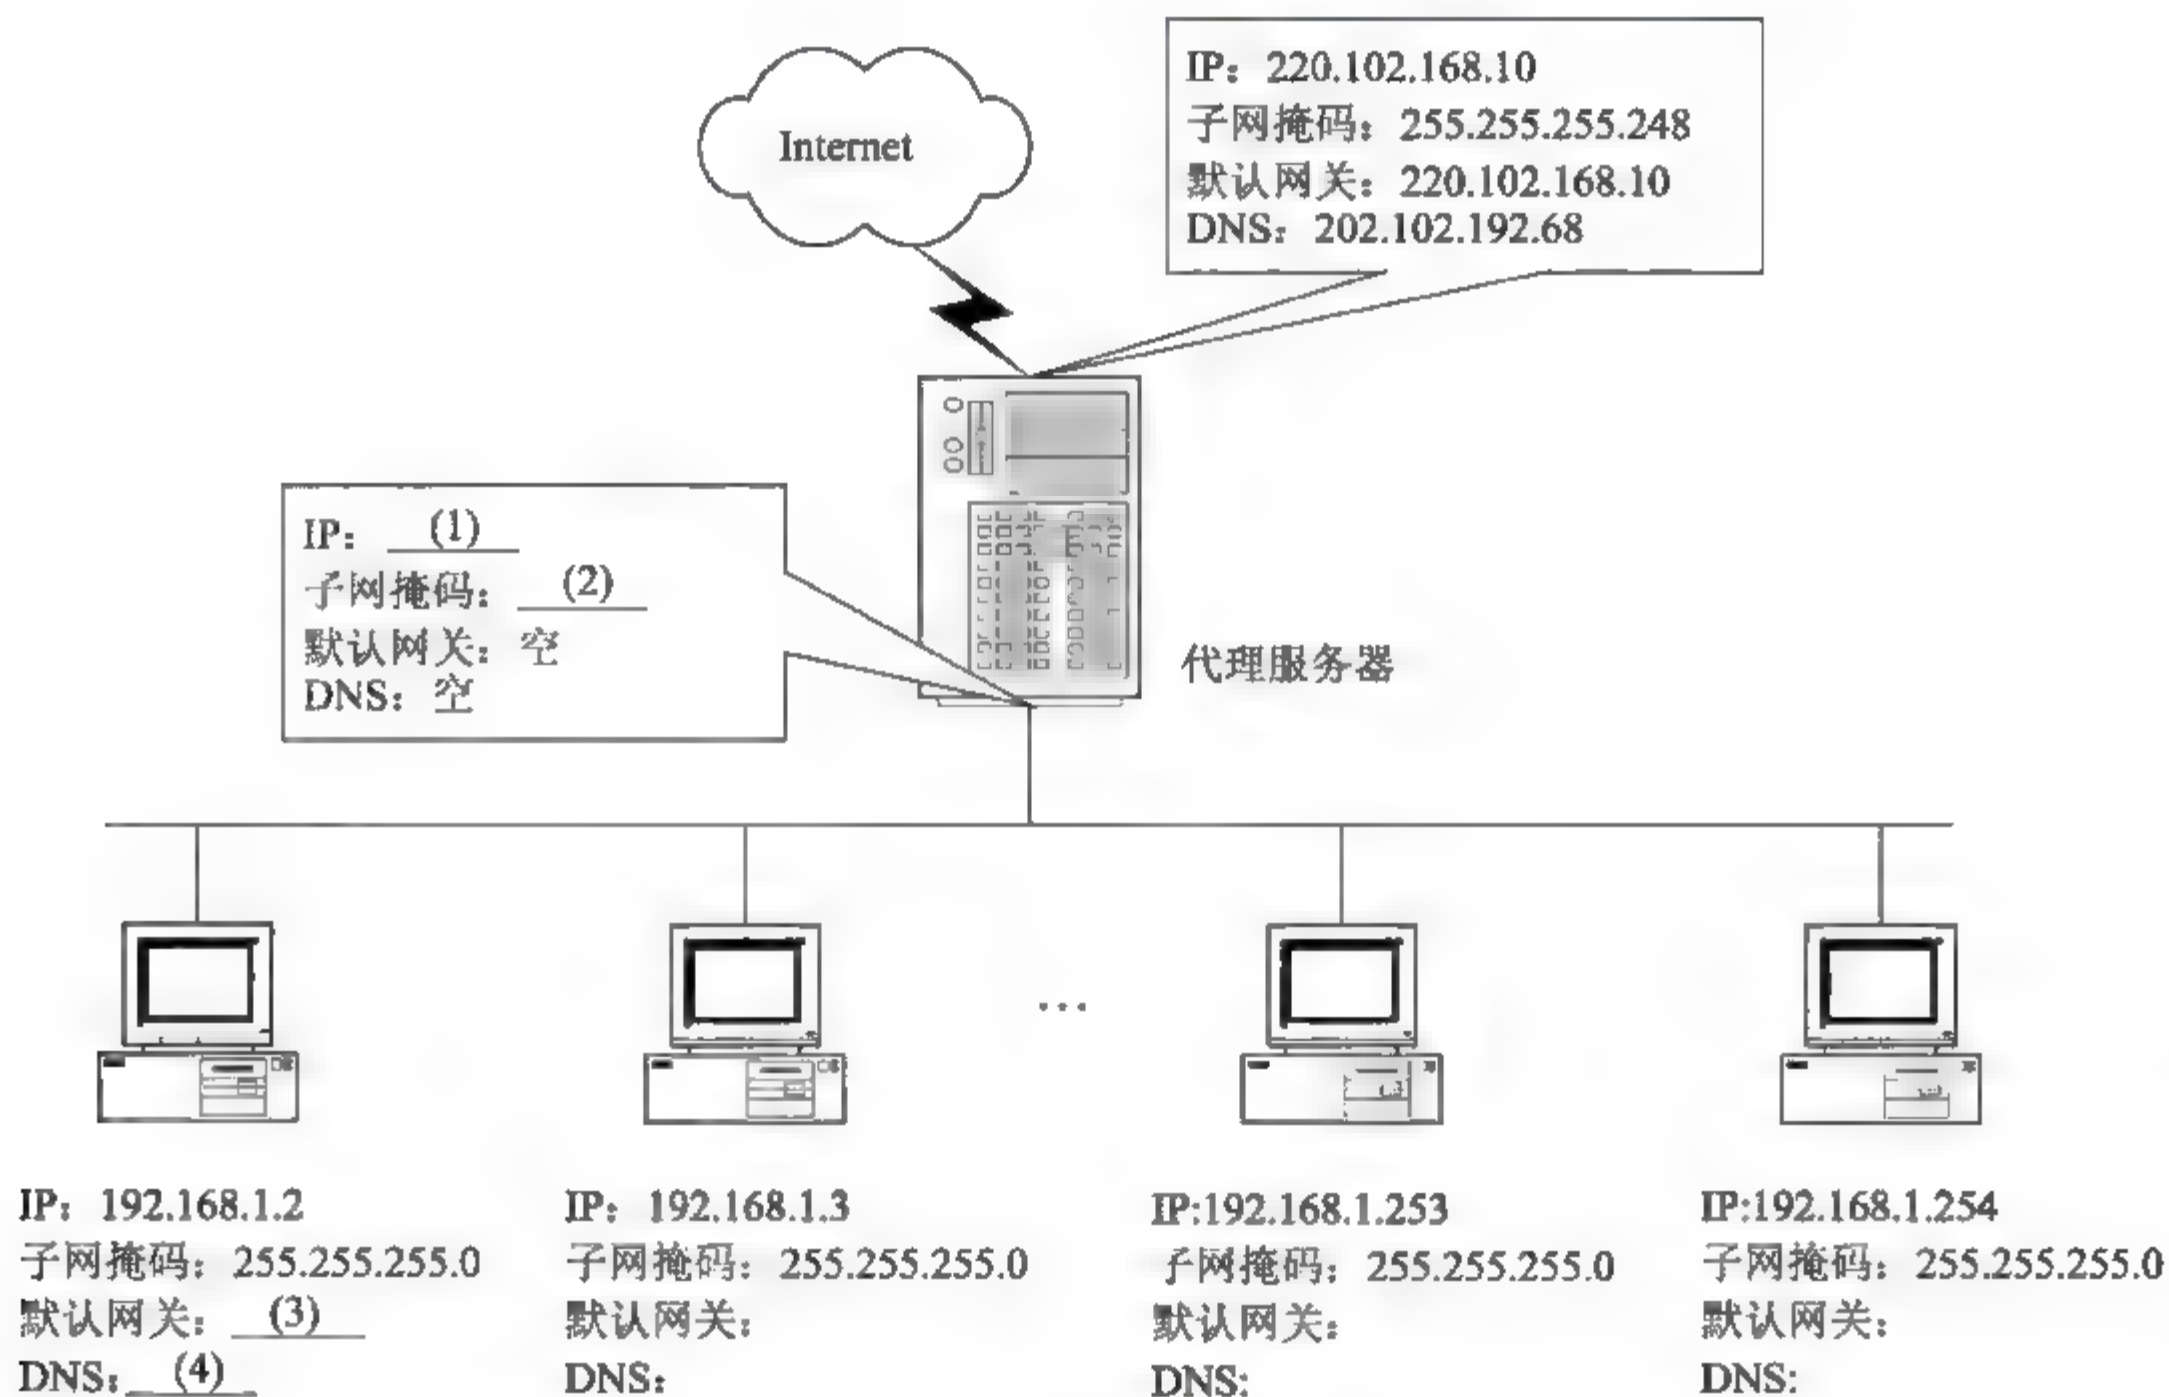 Internet
IP：220.102.168.10
子网掩码：255.255.255.248
默认网关：220.102.168.10
DNS：202.102.192.68
IP：(1)
子网掩码：(2)
默认网关：空
DNS：空
代理服务器
…
IP：192.168.1.2
子网掩码：255.255.255.0
默认网关：(3)
DNS：(4)
IP：192.168.1.3
子网掩码：255.255.255.0
默认网关：
DNS：
IP:192.168.1.253
子网掩码：255.255.255.0
默认网关：
DNS:
IP:192.168.1.254
子网掩码：255.255.255.0
默认网关：
DNS: